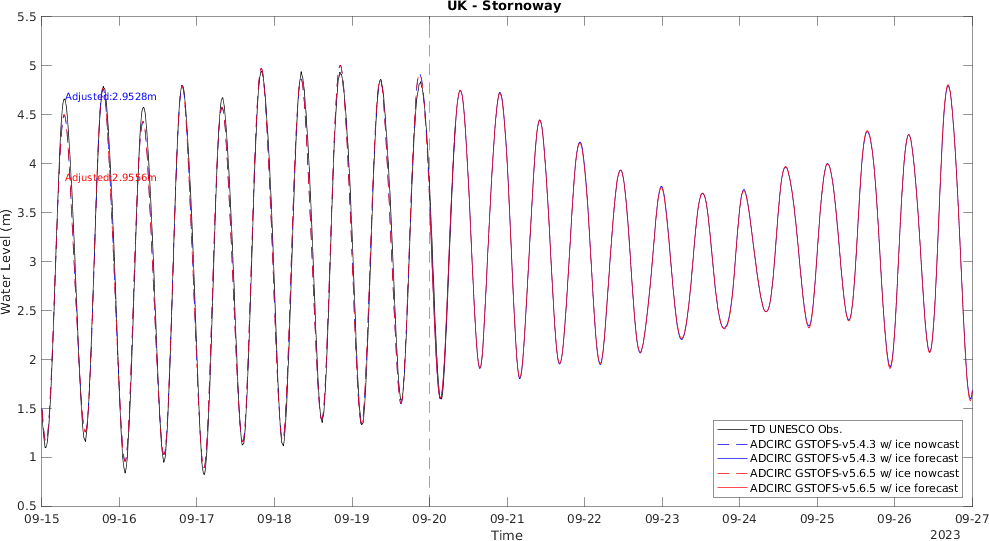 UK - Stornoway
5.5
5
4.5
4
3.5
3
2.5
2
1.5
1
0.5
Water Level (m)
Adjusted:2.9528m
Adjusted:2.9556m
TD UNESCO Obs.
ADCIRC GSTOFS-v5.4.3 w/ ice nowcast
ADCIRC GSTOFS-v5.4.3 w/ ice forecast
ADCIRC GSTOFS-v5.6.5 w/ ice nowcast
ADCIRC GSTOFS-v5.6.5 w/ ice forecast
09-15 09-16 09-17 09-18 09-19 09-20 09-21 09-22 09-23 09-24 09-25 09-26 09-27
Time
2023